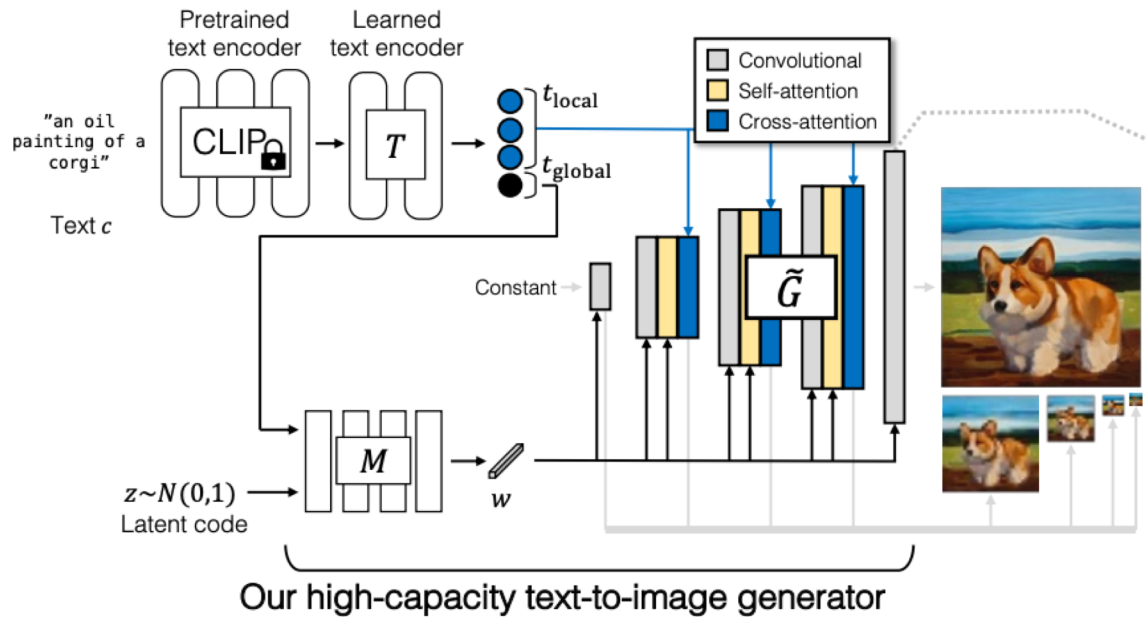 Pretrained
text encoder
Learned
text encoder
"an oil
painting of a
corgi"
Text c
CLIP
T
t_local
t_global
Convolutional
Self-attention
Cross-attention
Constant
G̃
M
w
z~N(0,1)
Latent code
Our high-capacity text-to-image generator